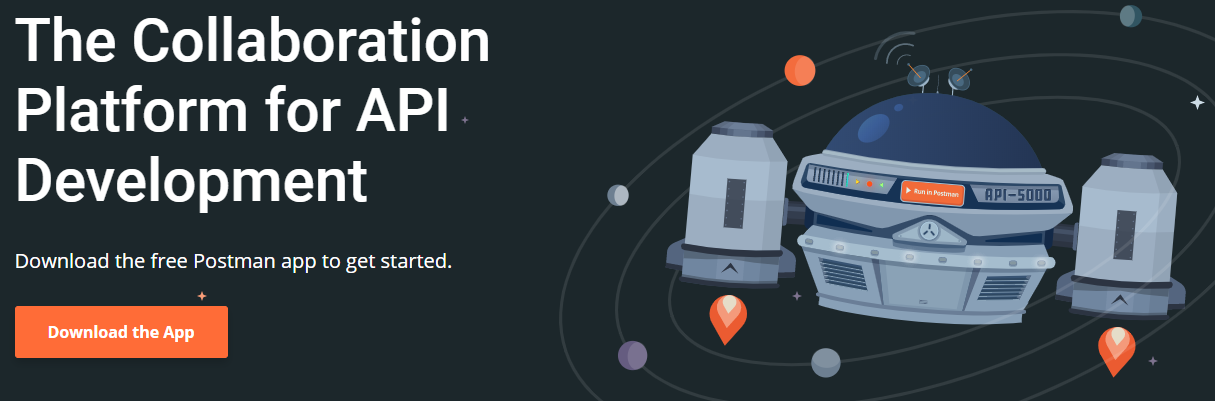 The Collaboration
Platform for API
Development
Download the free Postman app to get started.
Download the App
Run in Postman
API-5000